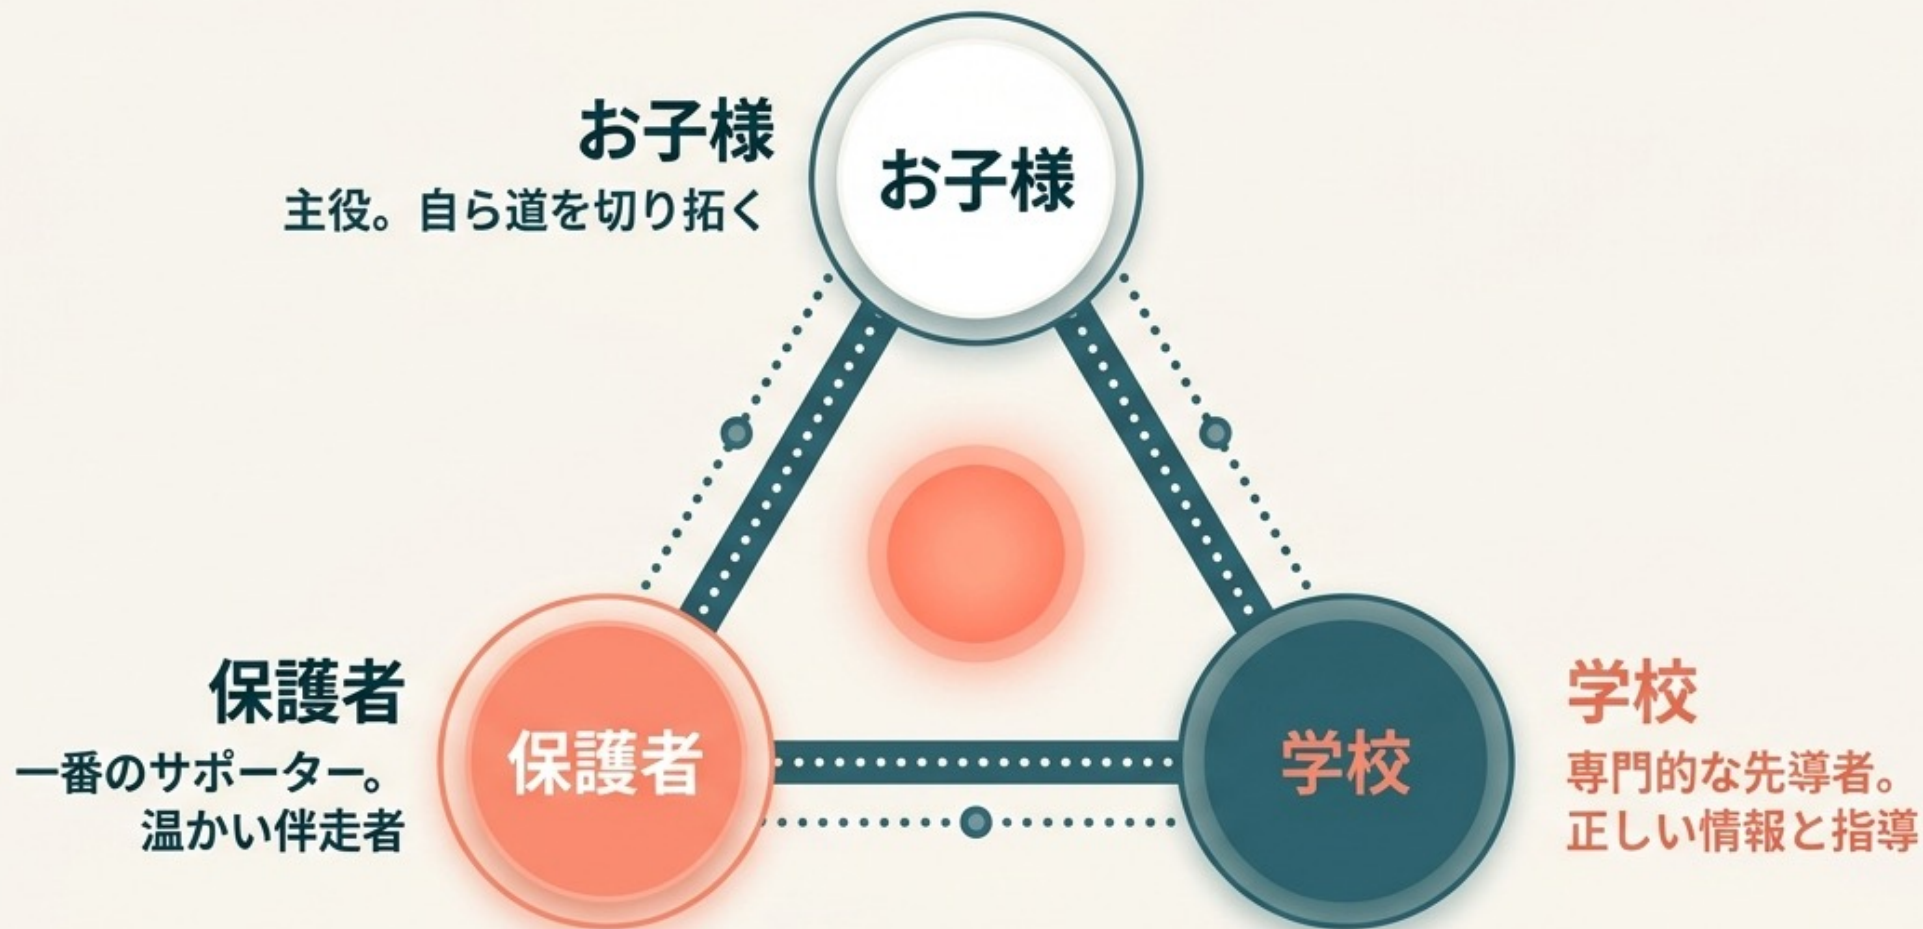 お子様
主役。自ら道を切り拓く
お子様
保護者
一番のサポーター。
温かい伴走者
保護者
学校
学校
専門的な先導者。
正しい情報と指導